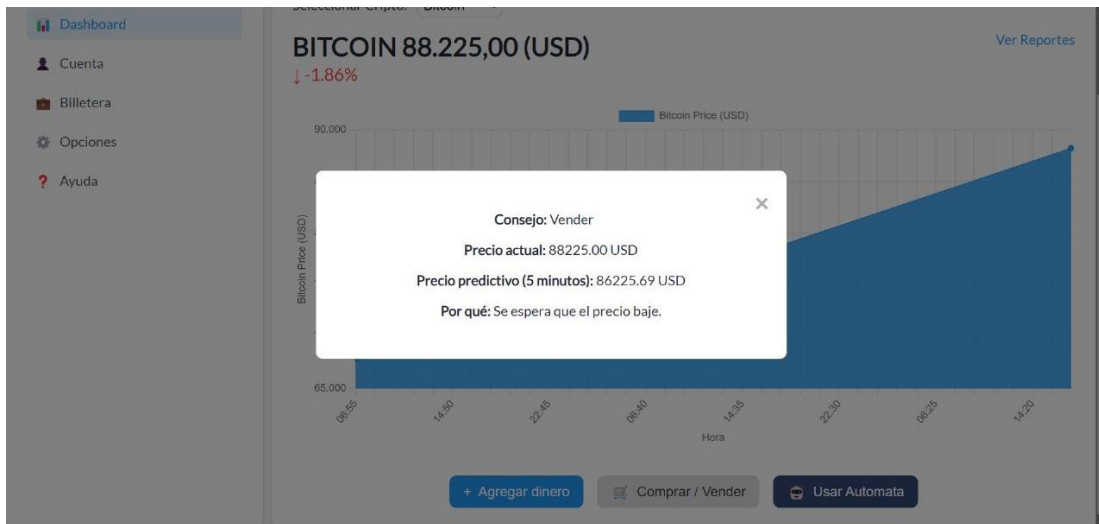 Seleccionar Cripto: Bitcoin
Dashboard
Cuenta
Billetera
Opciones
Ayuda
BITCOIN 88.225,00 (USD)
Ver Reportes
↓ -1.86%
Bitcoin Price (USD)
90.000
Bitcoin Price (USD)
×
Consejo: Vender
Precio actual: 88225.00 USD
Precio predictivo (5 minutos): 86225.69 USD
Por qué: Se espera que el precio baje.
65.000
06:55
14:50
22:45
06:40
14:35
22:30
06:25
14:20
Hora
+ Agregar dinero
Comprar / Vender
Usar Automata